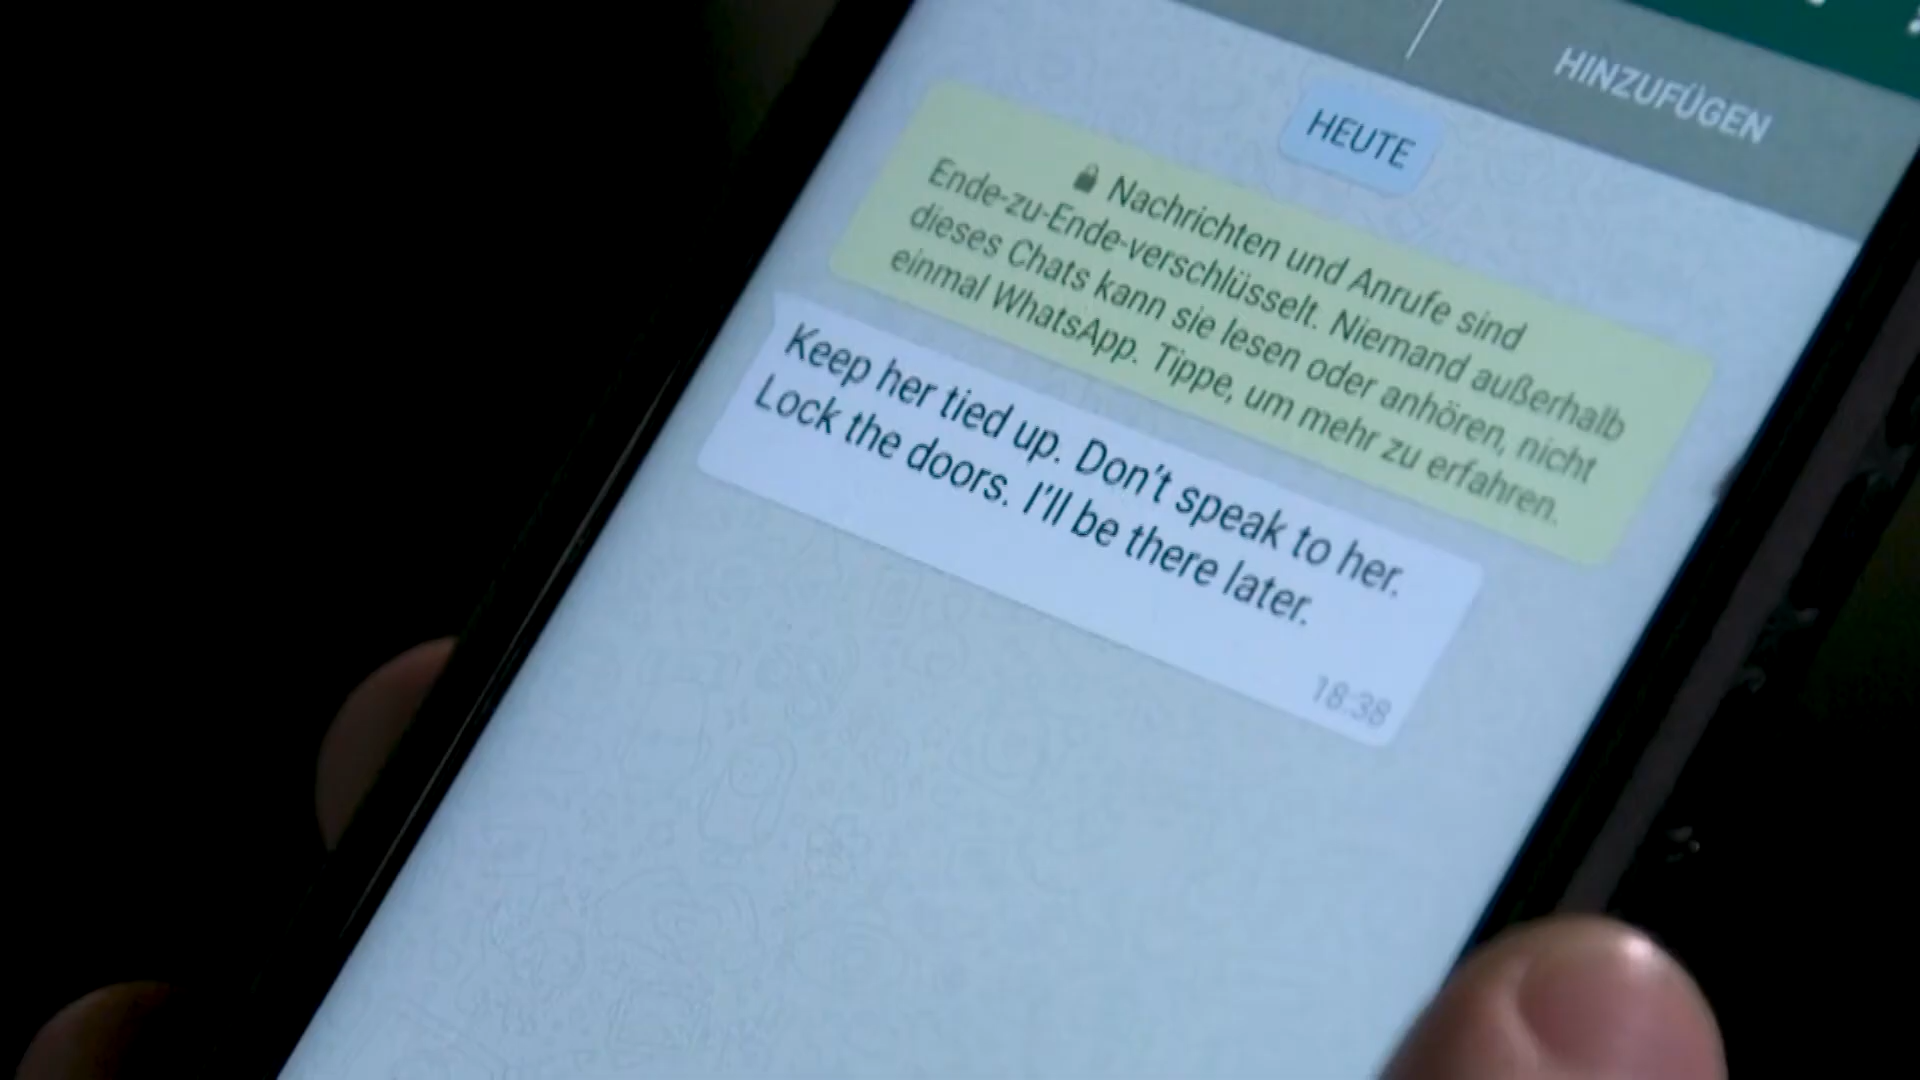 HINZUFÜGEN
HEUTE
Nachrichten und Anrufe sind
Ende-zu-Ende-verschlüsselt. Niemand außerhalb
dieses Chats kann sie lesen oder anhören, nicht
einmal WhatsApp. Tippe, um mehr zu erfahren.
Keep her tied up. Don't speak to her.
Lock the doors. I'll be there later.
18:38